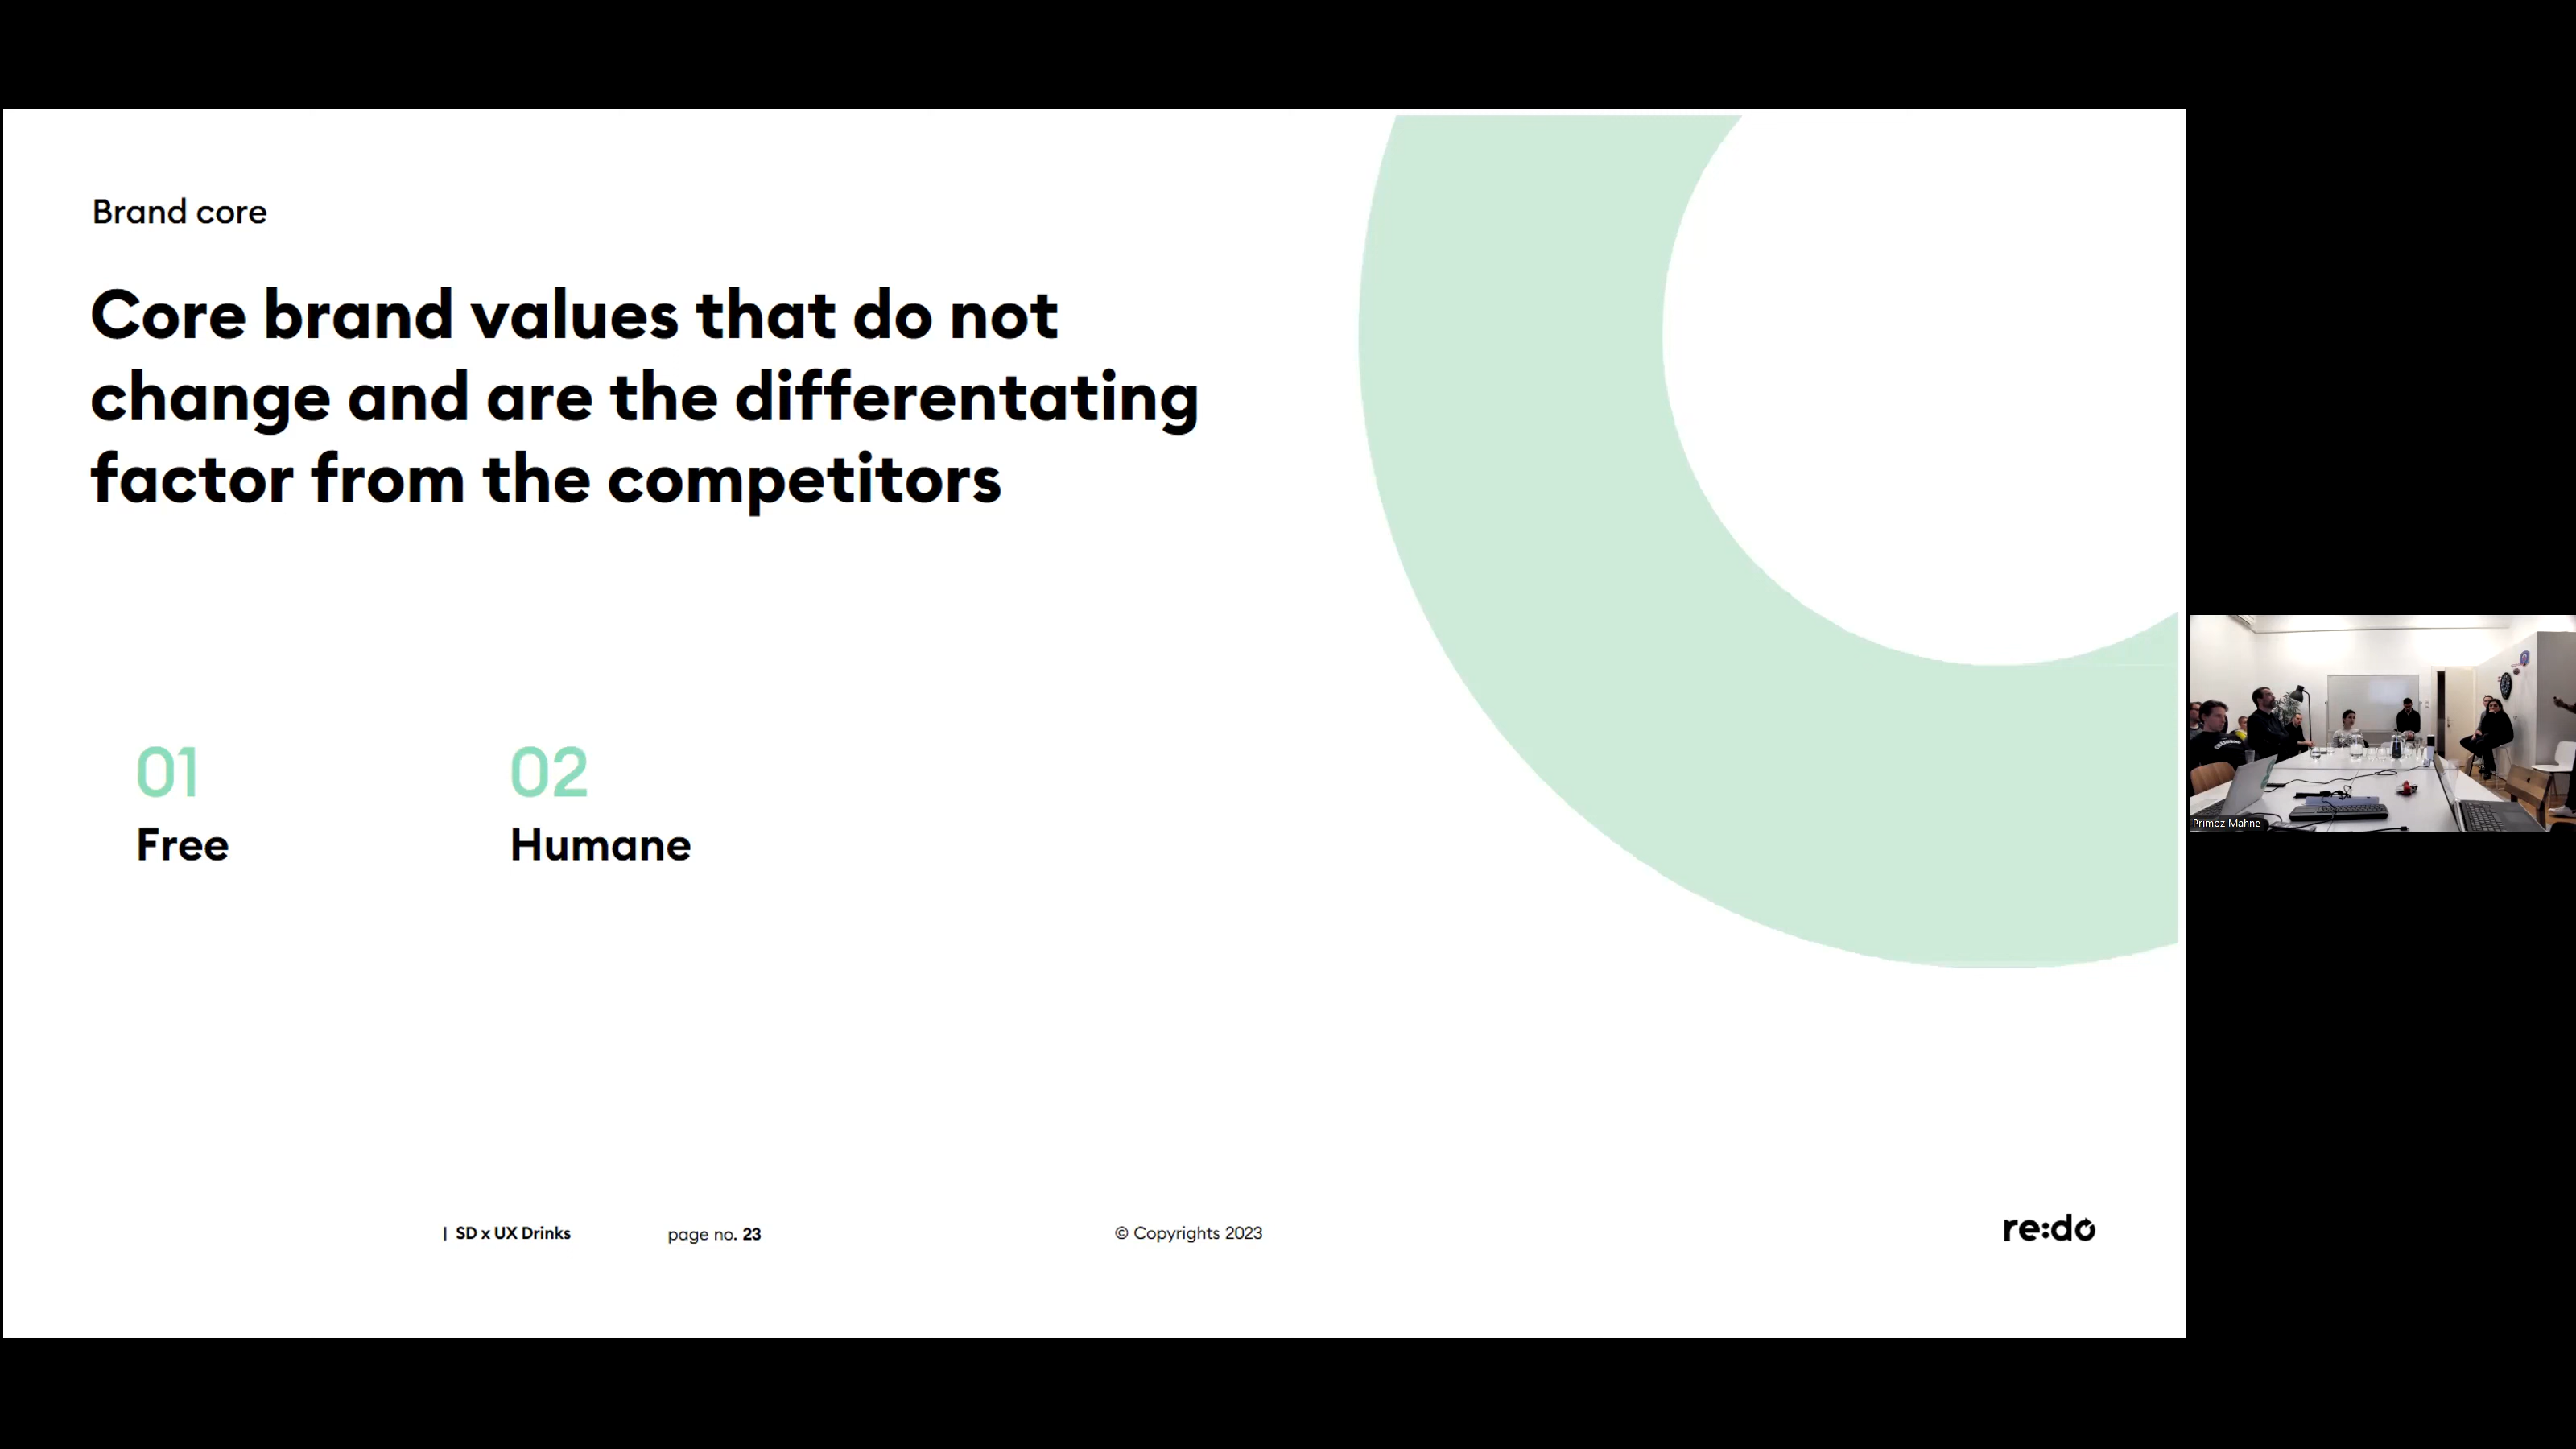 Brand core
Core brand values that do not
change and are the differentating
factor from the competitors
01
Free
02
Humane
| SD x UX Drinks
page no. 23
© Copyrights 2023
re:do
Primoz Mahne